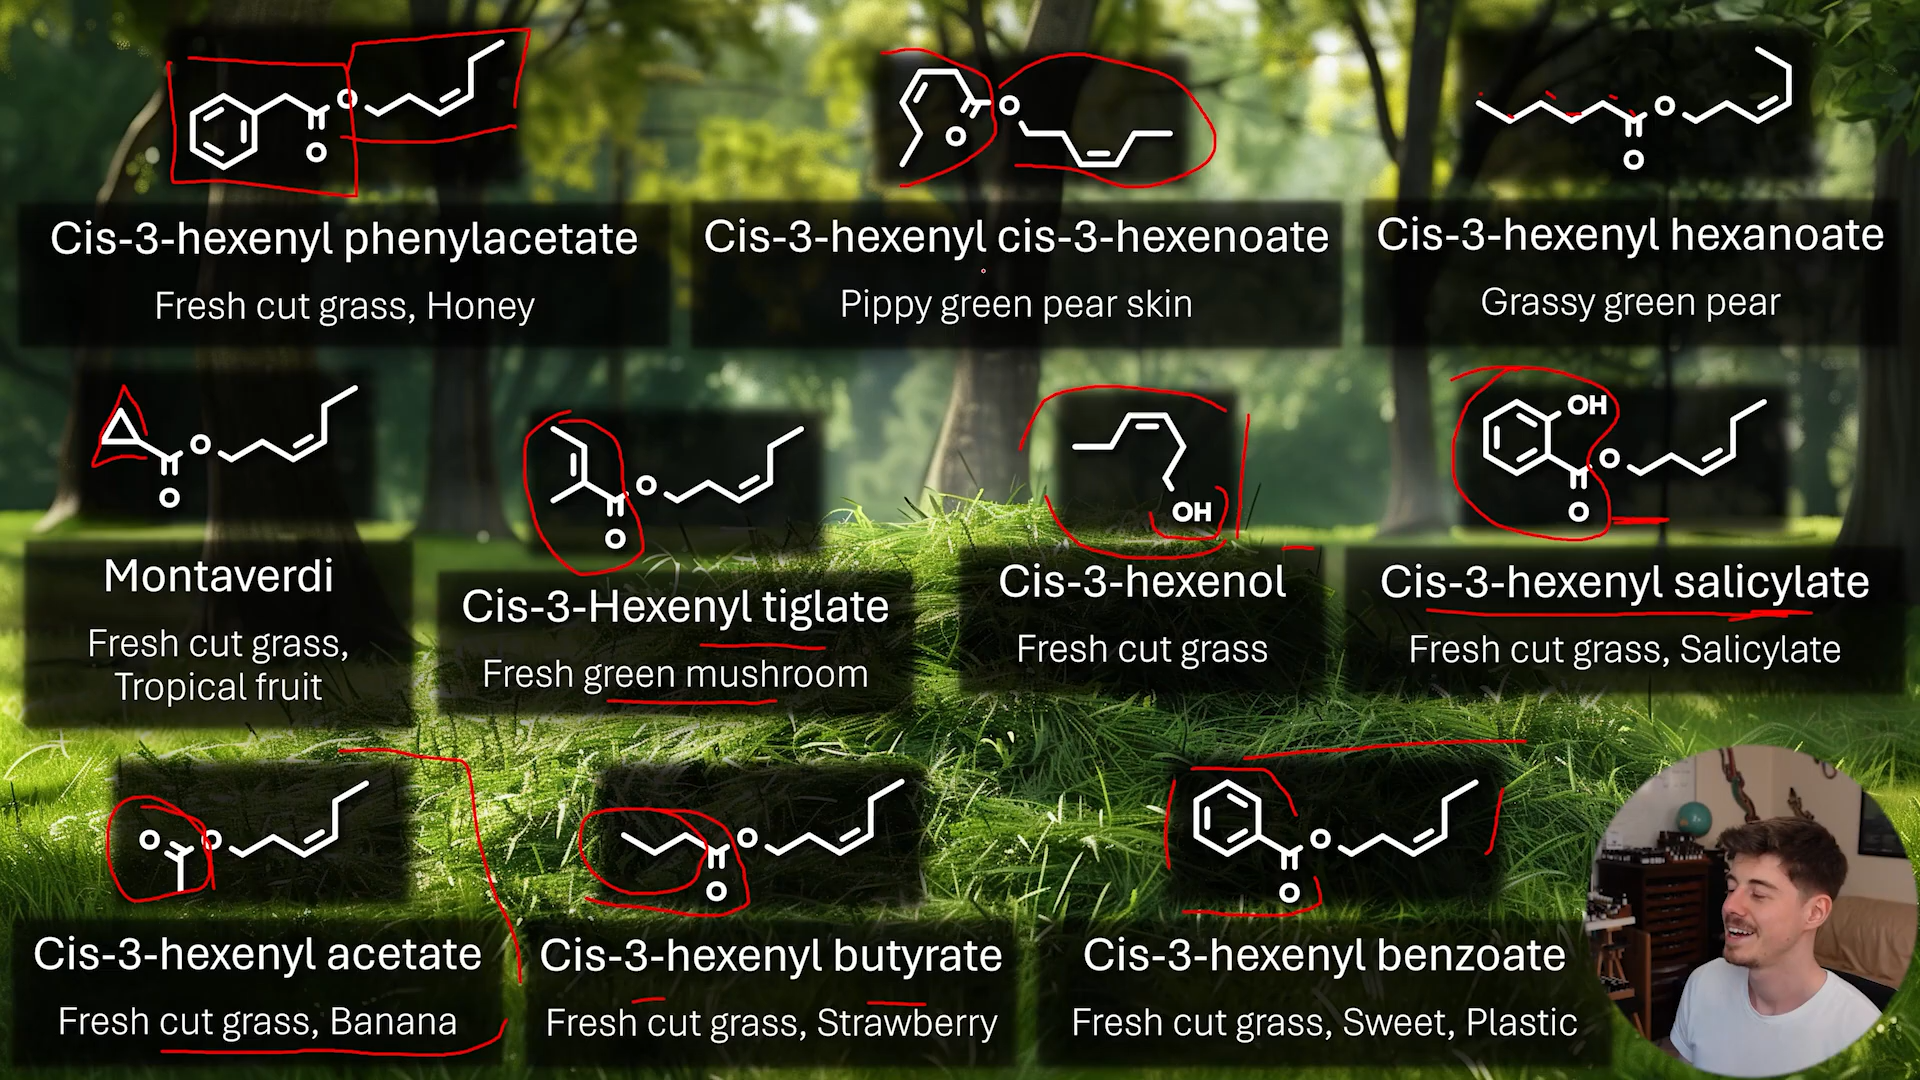 O
O
Cis-3-hexenyl phenylacetate
Fresh cut grass, Honey
O
O
Cis-3-hexenyl cis-3-hexenoate
Pippy green pear skin
O
O
Cis-3-hexenyl hexanoate
Grassy green pear
O
O
Montaverdi
Fresh cut grass,
Tropical fruit
O
O
Cis-3-Hexenyl tiglate
Fresh green mushroom
OH
Cis-3-hexenol
Fresh cut grass
OH
O
O
Cis-3-hexenyl salicylate
Fresh cut grass, Salicylate
O
O
Cis-3-hexenyl acetate
Fresh cut grass, Banana
O
O
Cis-3-hexenyl butyrate
Fresh cut grass, Strawberry
O
O
Cis-3-hexenyl benzoate
Fresh cut grass, Sweet, Plastic